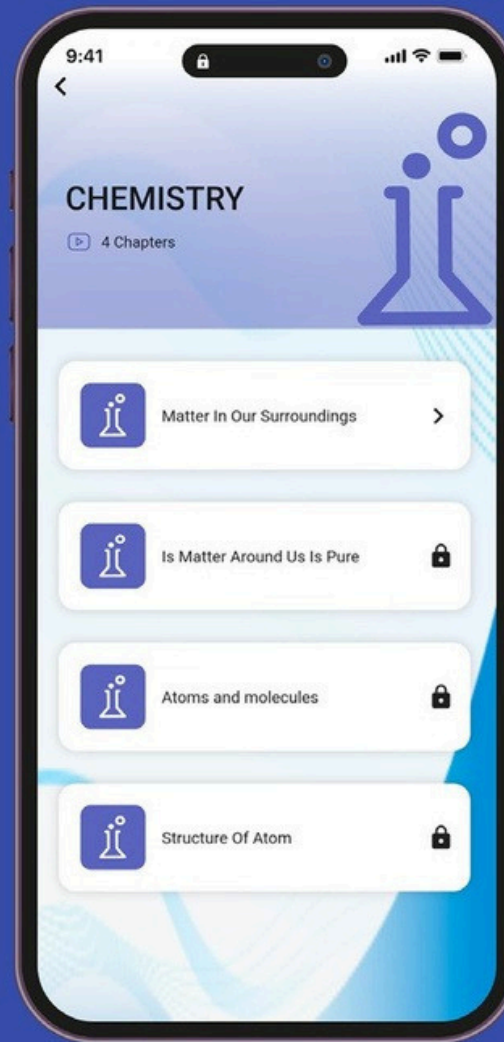 9:41
CHEMISTRY
4 Chapters
Matter In Our Surroundings
Is Matter Around Us Is Pure
Atoms and molecules
Structure Of Atom